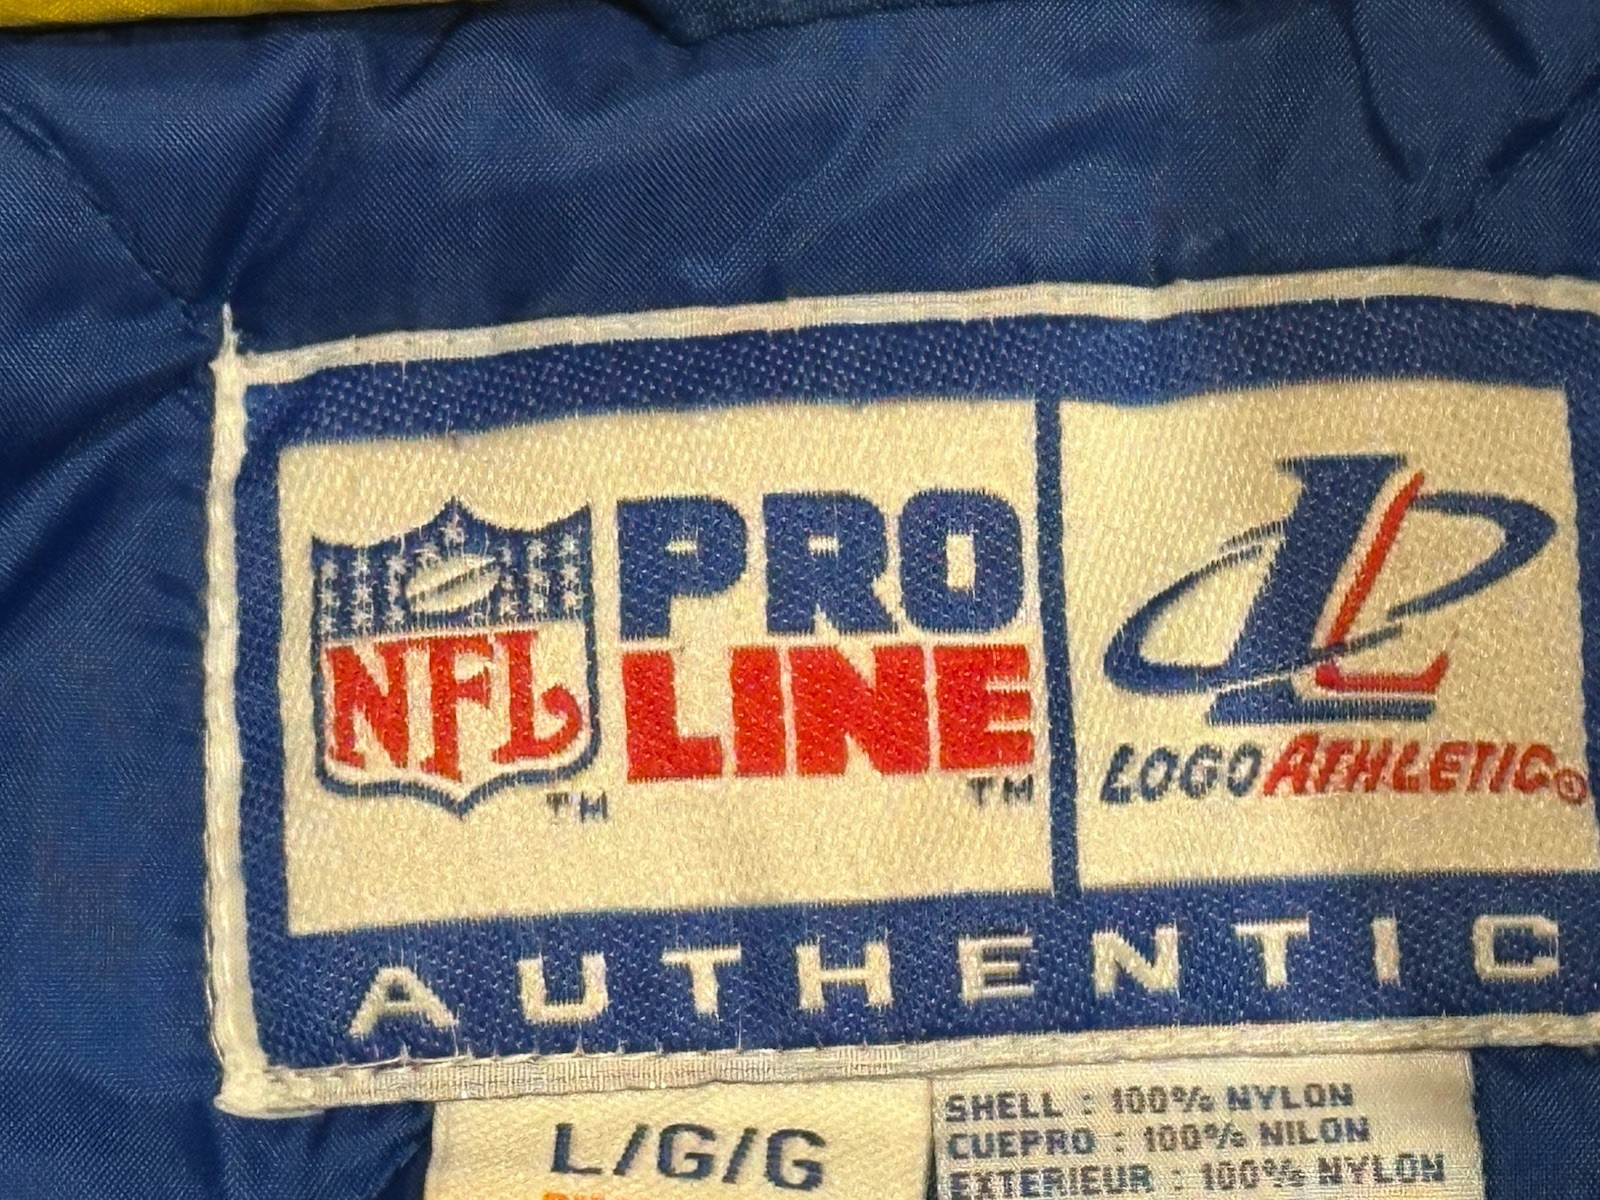 NFL
TM
PRO
LINE
TM
L
LOGO ATHLETIC®
AUTHENTIC
L/G/G
SHELL : 100% NYLON
CUEPRO : 100% NILON
EXTERIEUR : 100% NYLON